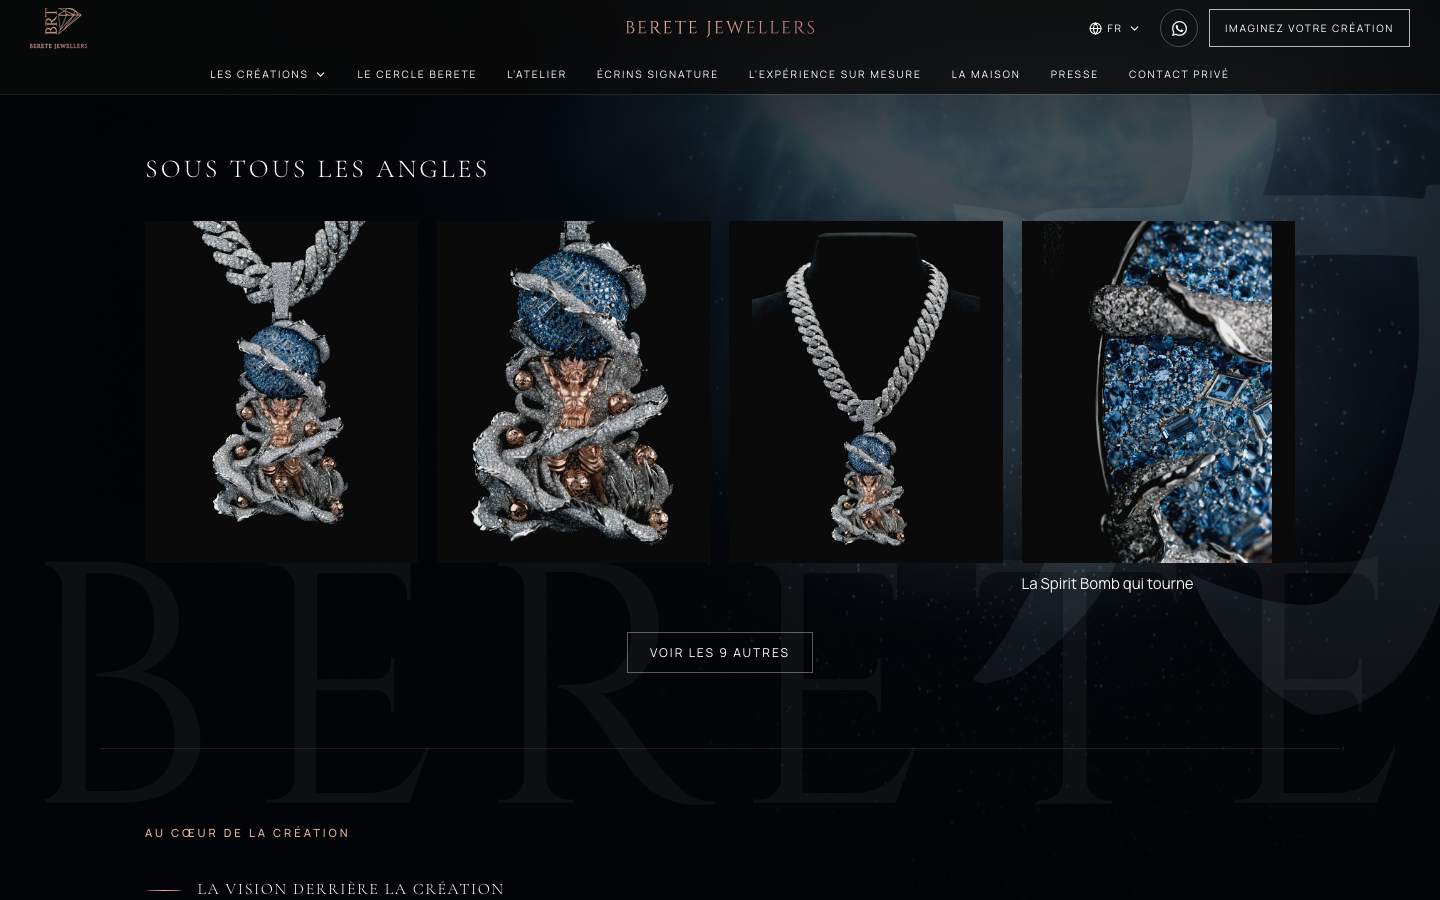 BRT
BERETE JEWELLERS
BERETE JEWELLERS
FR
IMAGINEZ VOTRE CRÉATION
LES CRÉATIONS
LE CERCLE BERETE
L'ATELIER
ÉCRINS SIGNATURE
L'EXPÉRIENCE SUR MESURE
LA MAISON
PRESSE
CONTACT PRIVÉ
SOUS TOUS LES ANGLES
La Spirit Bomb qui tourne
VOIR LES 9 AUTRES
BERETE
AU CŒUR DE LA CRÉATION
LA VISION DERRIÈRE LA CRÉATION